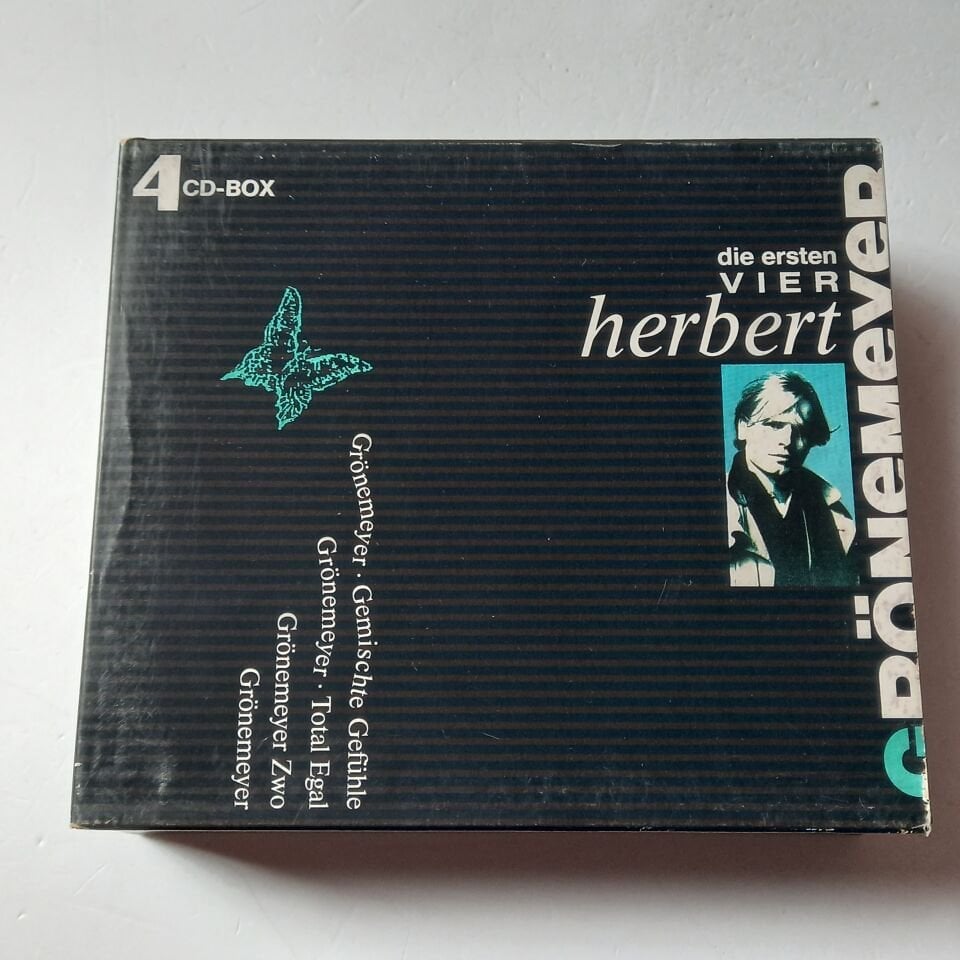 4 CD-BOX
die ersten
VIER
herbert
GRÖNEMEYER
Grönemeyer · Gemischte Gefühle
Grönemeyer · Total Egal
Grönemeyer Zwo
Grönemeyer